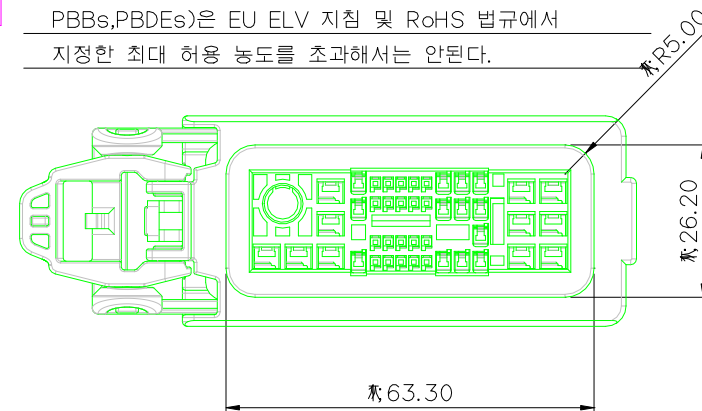 PBBs,PBDEs)은 EU ELV 지침 및 RoHS 법규에서
지정한 최대 허용 농도를 초과해서는 안된다.
R5.00
26.20
63.30